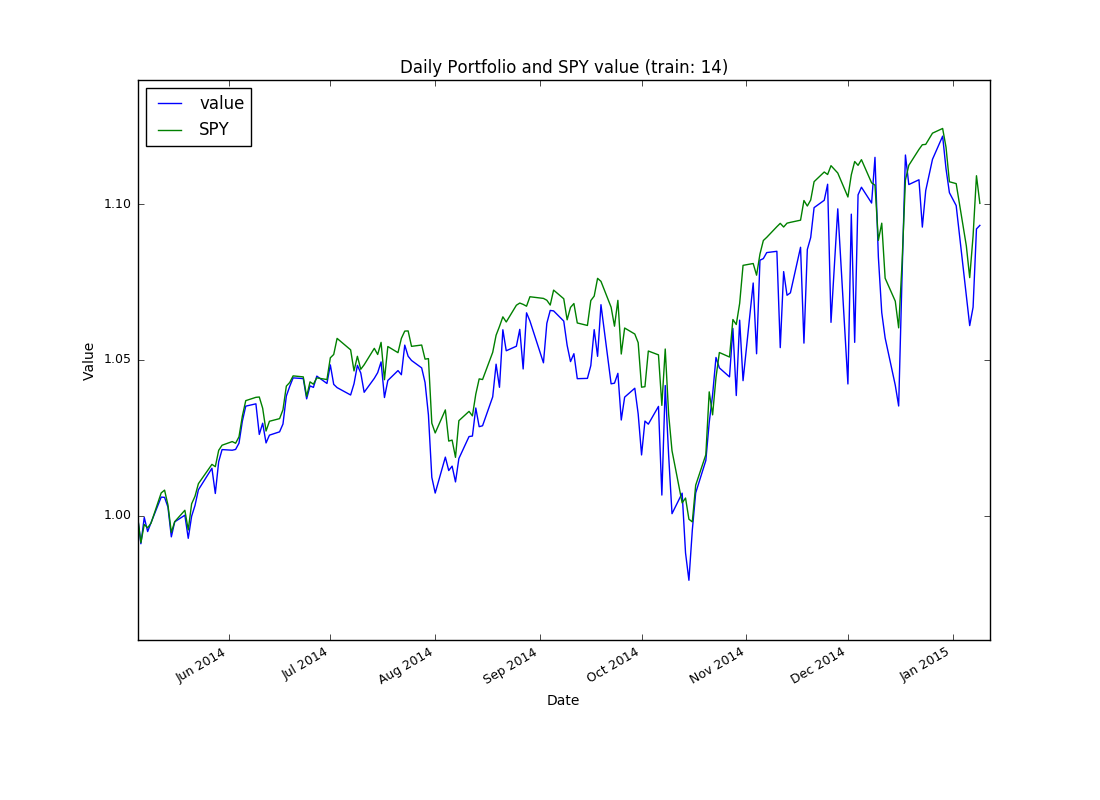 Daily Portfolio and SPY value (train: 14)
value
SPY
1.10
1.05
1.00
Value
Jun 2014
Jul 2014
Aug 2014
Sep 2014
Oct 2014
Nov 2014
Dec 2014
Jan 2015
Date